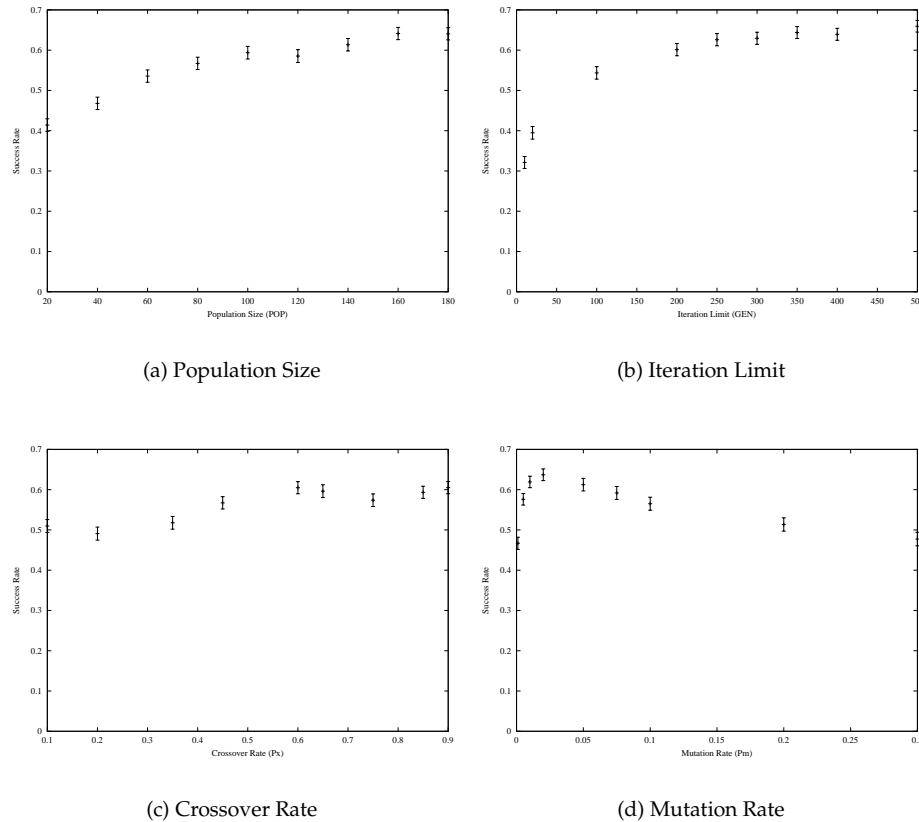 0.7
0.6
0.5
0.4
0.3
0.2
0.1
0
Success Rate
20 40 60 80 100 120 140 160 180
Population Size (POP)
(a) Population Size
0.7
0.6
0.5
0.4
0.3
0.2
0.1
0
Success Rate
0 50 100 150 200 250 300 350 400 450 500
Iteration Limit (GEN)
(b) Iteration Limit
0.7
0.6
0.5
0.4
0.3
0.2
0.1
0
Success Rate
0.1 0.2 0.3 0.4 0.5 0.6 0.7 0.8 0.9
Crossover Rate (Px)
(c) Crossover Rate
0.7
0.6
0.5
0.4
0.3
0.2
0.1
0
Success Rate
0 0.05 0.1 0.15 0.2 0.25
Mutation Rate (Pm)
(d) Mutation Rate